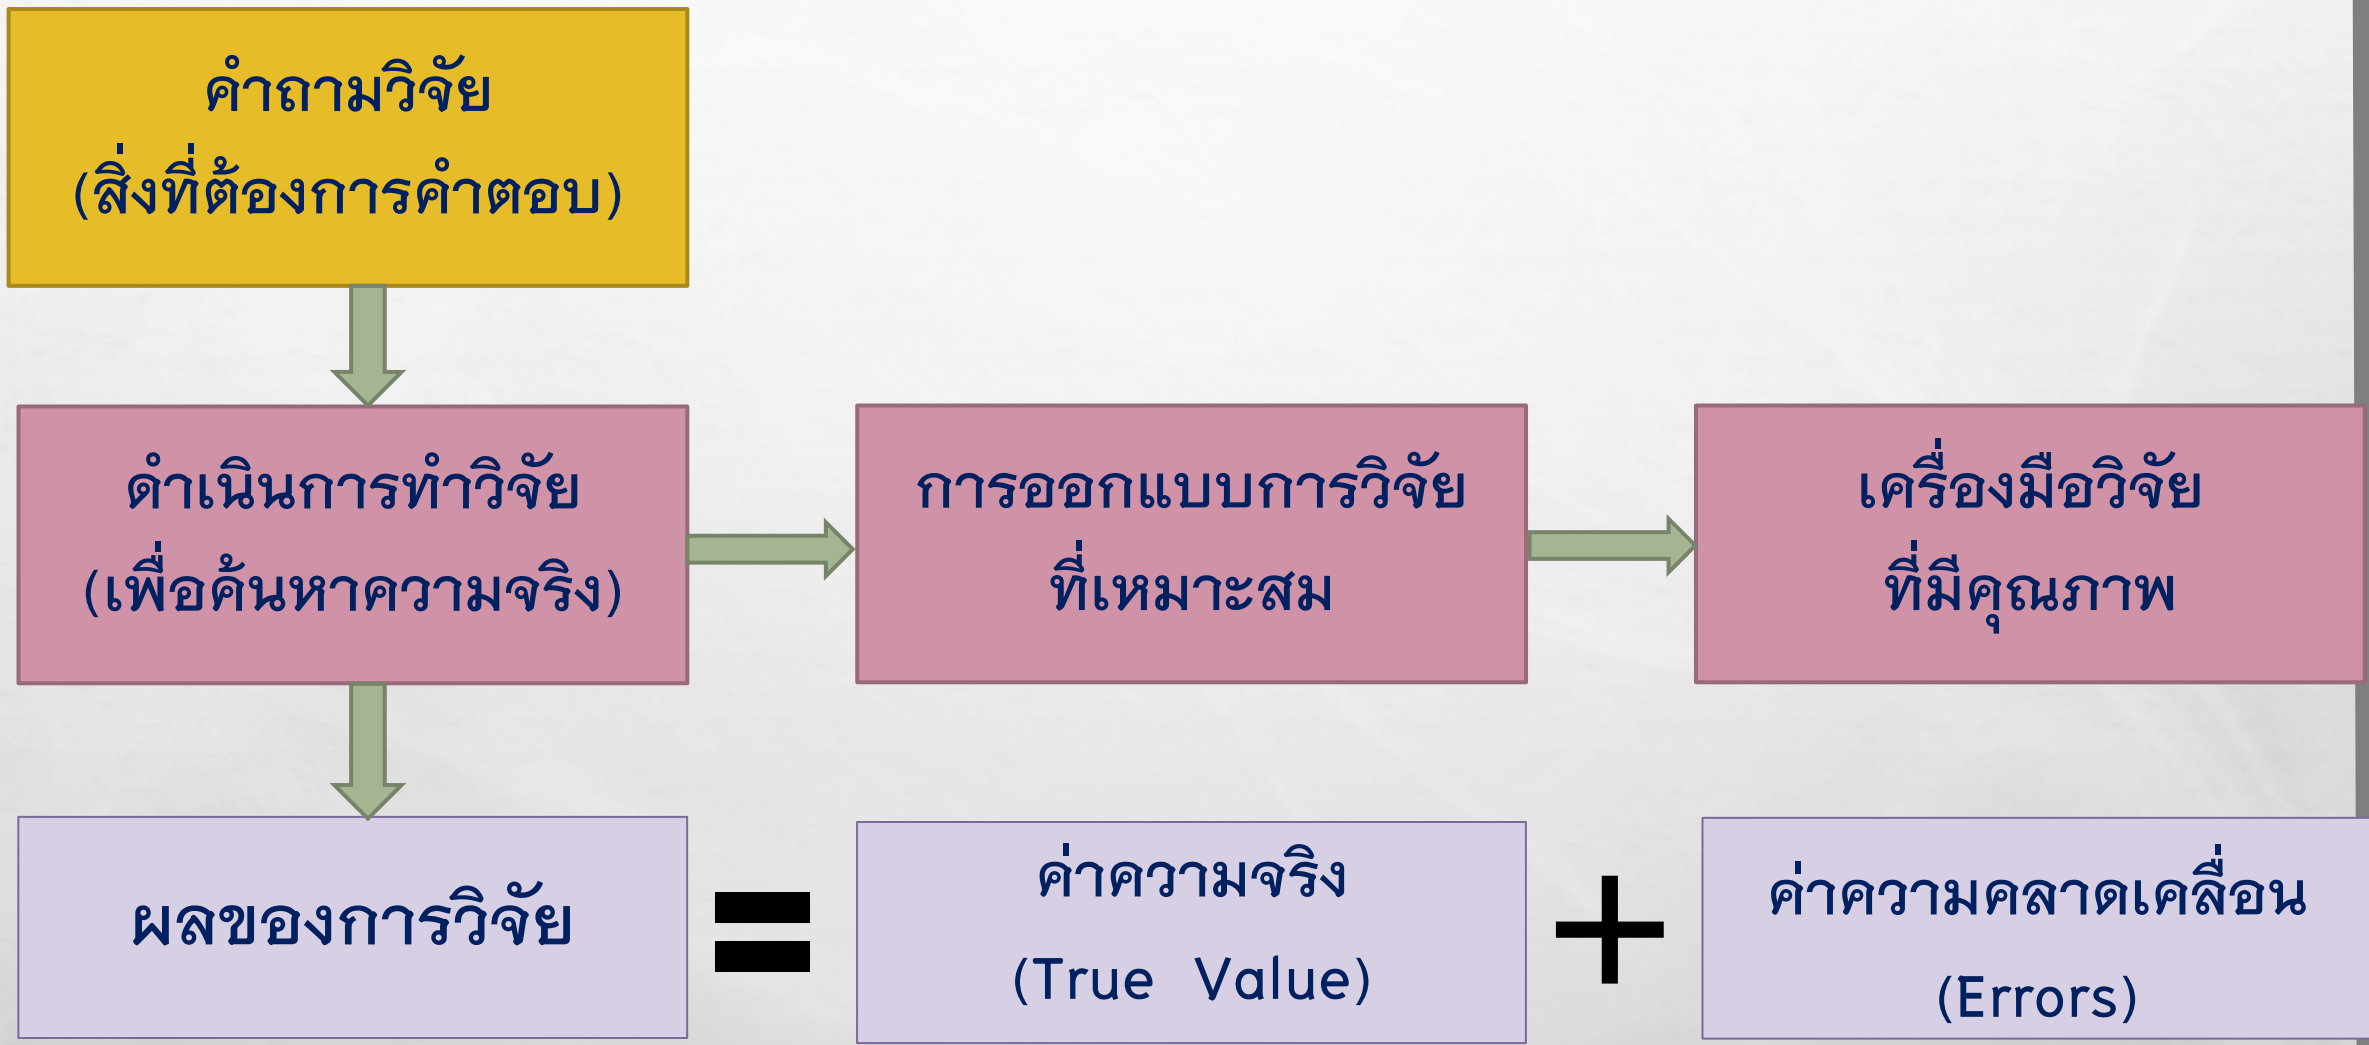 คำถามวิจัย
(สิ่งที่ต้องการคำตอบ)
ดำเนินการทำวิจัย
(เพื่อค้นหาความจริง)
การออกแบบการวิจัย
ที่เหมาะสม
เครื่องมือวิจัย
ที่มีคุณภาพ
ผลของการวิจัย
=
ค่าความจริง
(True Value)
+
ค่าความคลาดเคลื่อน
(Errors)